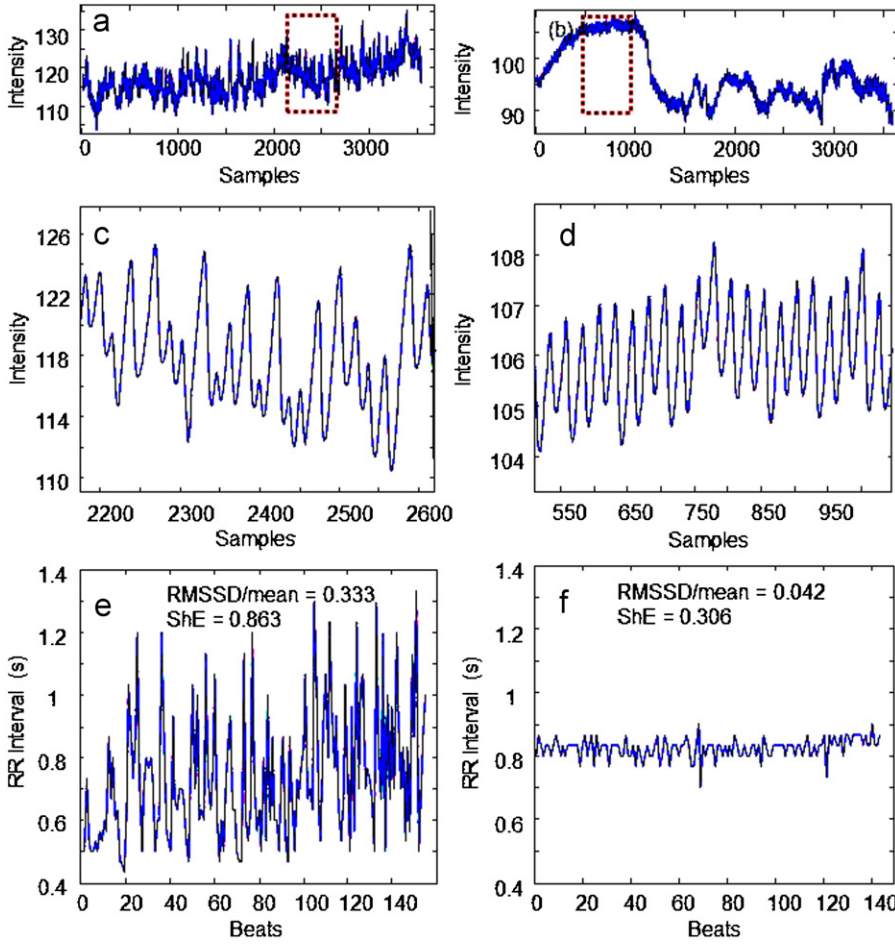 a
130
120
110
Intensity
0 1000 2000 3000
Samples
(b)
100
90
Intensity
0 1000 2000 3000
Samples
c
126
122
118
114
110
Intensity
2200 2300 2400 2500 2600
Samples
d
108
107
106
105
104
Intensity
550 650 750 850 950
Samples
e
RMSSD/mean = 0.333
ShE = 0.863
1.4
1.2
1
0.8
0.6
0.4
RR Interval (s)
0 20 40 60 80 100 120 140
Beats
f
RMSSD/mean = 0.042
ShE = 0.306
1.4
1.2
1
0.8
0.6
0.4
RR Interval (s)
0 20 40 60 80 100 120 140
Beats